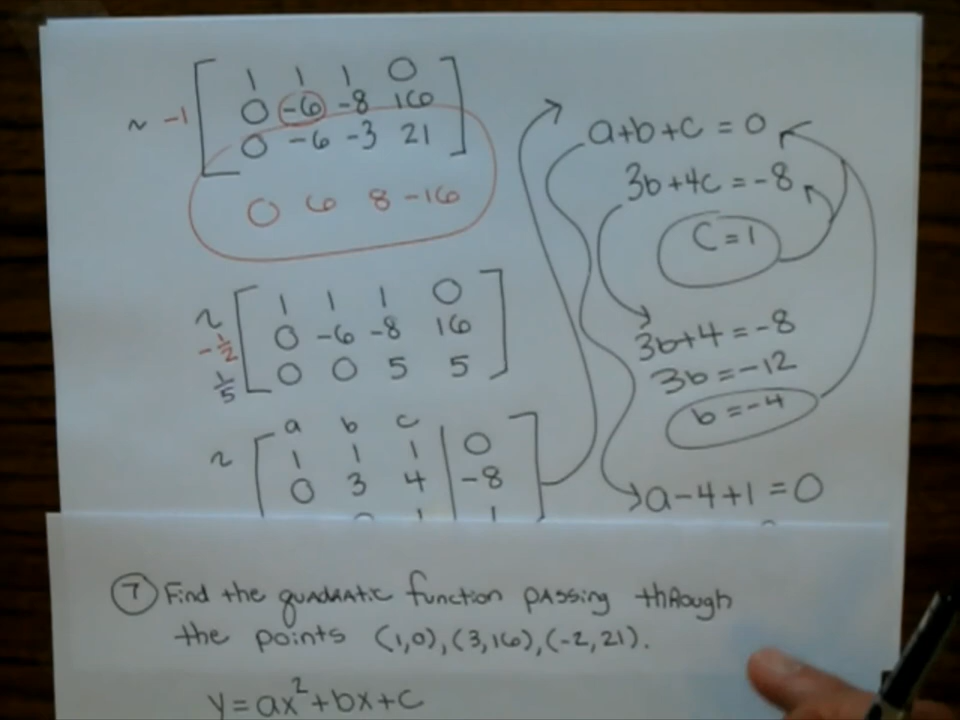 1 1 1 0
~ -1 0 -6 -8 16
0 -6 -3 21
0 6 8 -16
~ 1 1 1 0
-1/2 0 -6 -8 16
1/5 0 0 5 5
a b c
~ 1 1 1 0
0 3 4 -8
1 1
a+b+c=0
3b+4c=-8
C=1
3b+4=-8
3b=-12
b=-4
a-4+1=0
7 Find the quadratic function passing through
the points (1,0),(3,16),(-2,21).
y=ax²+bx+c